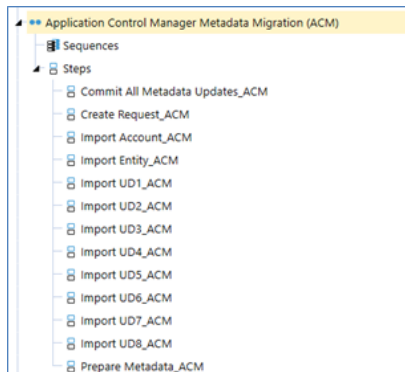 Application Control Manager Metadata Migration (ACM)
Sequences
Steps
Commit All Metadata Updates_ACM
Create Request_ACM
Import Account_ACM
Import Entity_ACM
Import UD1_ACM
Import UD2_ACM
Import UD3_ACM
Import UD4_ACM
Import UD5_ACM
Import UD6_ACM
Import UD7_ACM
Import UD8_ACM
Prepare Metadata_ACM